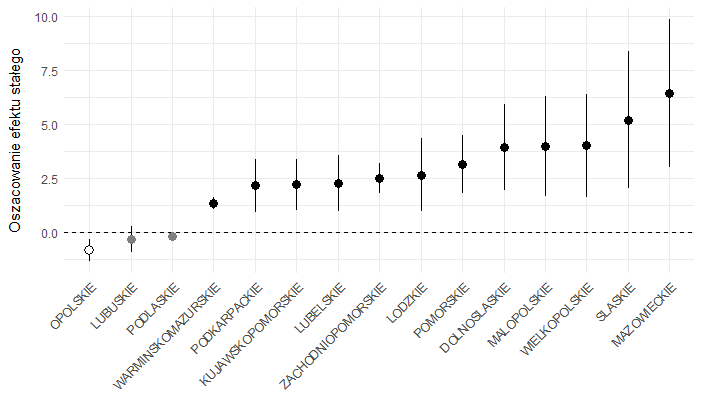 Oszacowanie efektu stałego
10.0
7.5
5.0
2.5
0.0
OPOLSKIE
LUBUSKIE
PODLASKIE
WARMINSKOMAZURSKIE
PODKARPACKIE
KUJAWSKOPOMORSKIE
LUBELSKIE
ZACHODNIOPOMORSKIE
LODZKIE
POMORSKIE
DOLNOSLASKIE
MALOPOLSKIE
WIELKOPOLSKIE
SLASKIE
MAZOWIECKIE